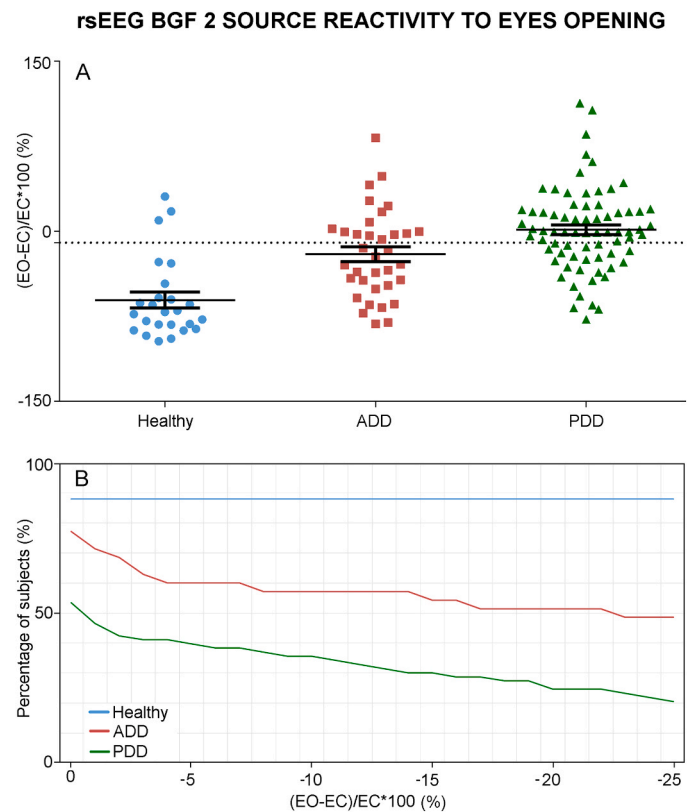 rsEEG BGF 2 SOURCE REACTIVITY TO EYES OPENING
A
(EO-EC)/EC*100 (%)
150
0
-150
Healthy ADD PDD
B
Percentage of subjects (%)
100
50
0
Healthy
ADD
PDD
0 -5 -10 -15 -20 -25
(EO-EC)/EC*100 (%)